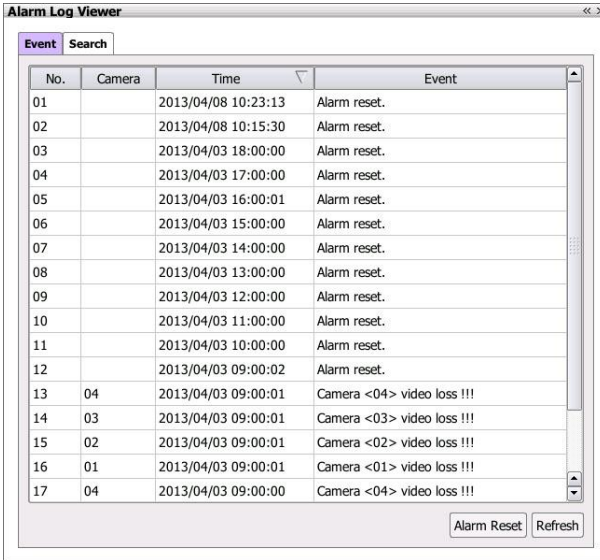 Alarm Log Viewer
Event Search
No. Camera Time Event
01 2013/04/08 10:23:13 Alarm reset.
02 2013/04/08 10:15:30 Alarm reset.
03 2013/04/03 18:00:00 Alarm reset.
04 2013/04/03 17:00:00 Alarm reset.
05 2013/04/03 16:00:01 Alarm reset.
06 2013/04/03 15:00:00 Alarm reset.
07 2013/04/03 14:00:00 Alarm reset.
08 2013/04/03 13:00:00 Alarm reset.
09 2013/04/03 12:00:00 Alarm reset.
10 2013/04/03 11:00:00 Alarm reset.
11 2013/04/03 10:00:00 Alarm reset.
12 2013/04/03 09:00:02 Alarm reset.
13 04 2013/04/03 09:00:01 Camera <04> video loss !!!
14 03 2013/04/03 09:00:01 Camera <03> video loss !!!
15 02 2013/04/03 09:00:01 Camera <02> video loss !!!
16 01 2013/04/03 09:00:01 Camera <01> video loss !!!
17 04 2013/04/03 09:00:00 Camera <04> video loss !!!
Alarm Reset Refresh